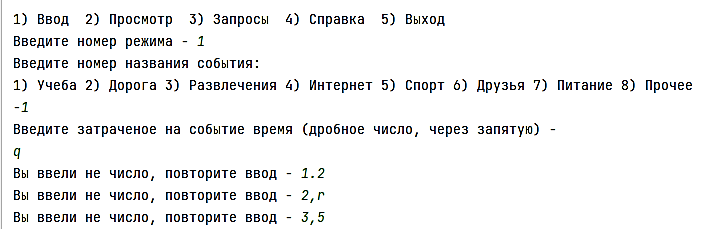 1) Ввод 2) Просмотр 3) Запросы 4) Справка 5) Выход
Введите номер режима - 1
Введите номер названия события:
1) Учеба 2) Дорога 3) Развлечения 4) Интернет 5) Спорт 6) Друзья 7) Питание 8) Прочее
-1
Введите затраченое на событие время (дробное число, через запятую) -
q
Вы ввели не число, повторите ввод - 1.2
Вы ввели не число, повторите ввод - 2,r
Вы ввели не число, повторите ввод - 3,5